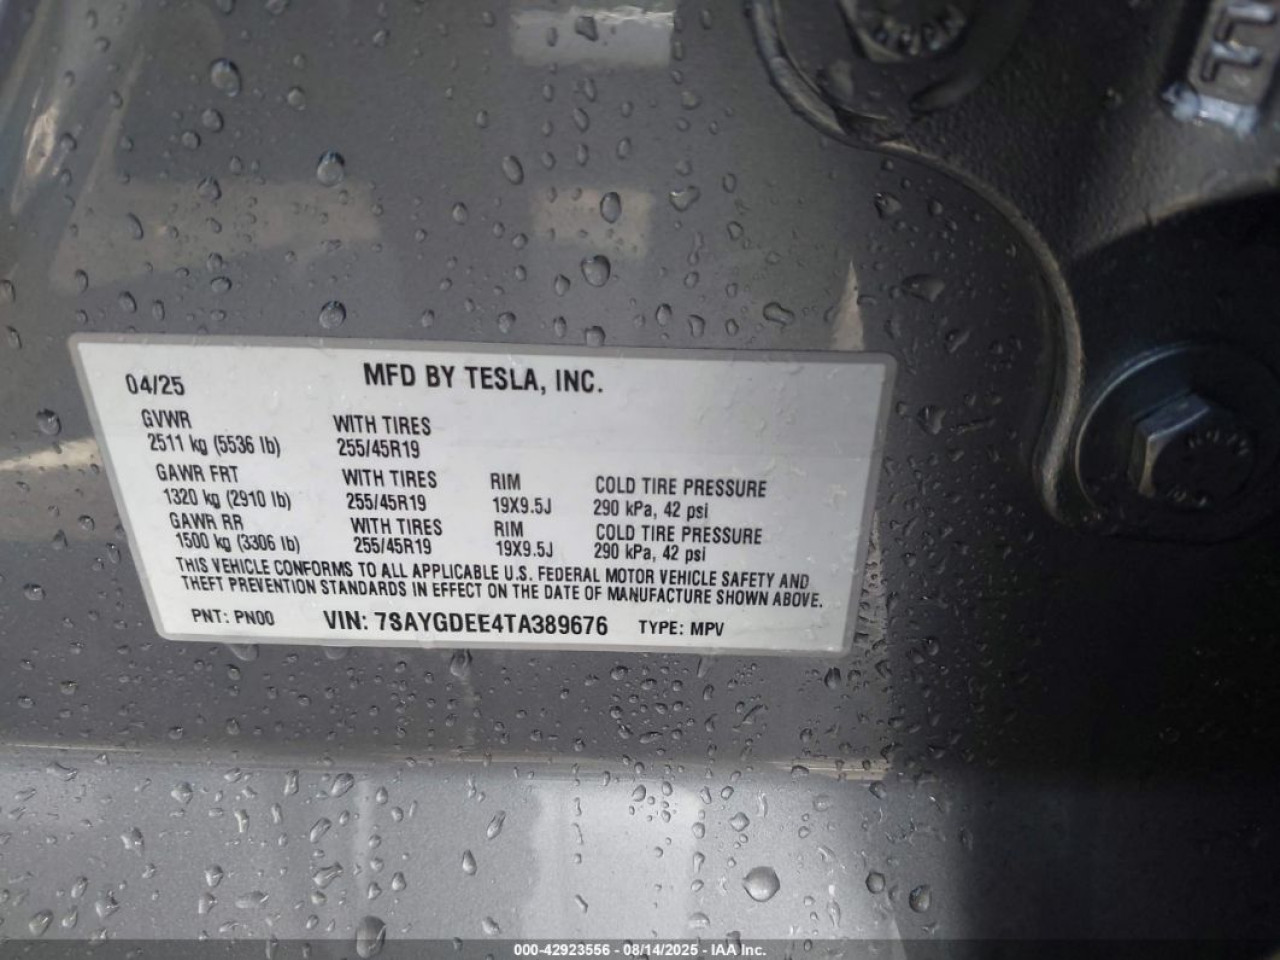 04/25 MFD BY TESLA, INC.
GVWR WITH TIRES
2511 kg (5536 lb) 255/45R19
GAWR FRT WITH TIRES RIM COLD TIRE PRESSURE
1320 kg (2910 lb) 255/45R19 19X9.5J 290 kPa, 42 psi
GAWR RR WITH TIRES RIM COLD TIRE PRESSURE
1500 kg (3306 lb) 255/45R19 19X9.5J 290 kPa, 42 psi
THIS VEHICLE CONFORMS TO ALL APPLICABLE U.S. FEDERAL MOTOR VEHICLE SAFETY AND
THEFT PREVENTION STANDARDS IN EFFECT ON THE DATE OF MANUFACTURE SHOWN ABOVE.
PNT: PN00 VIN: 7SAYGDEE4TA389676 TYPE: MPV
000-42923556 - 08/14/2025 - IAA Inc.